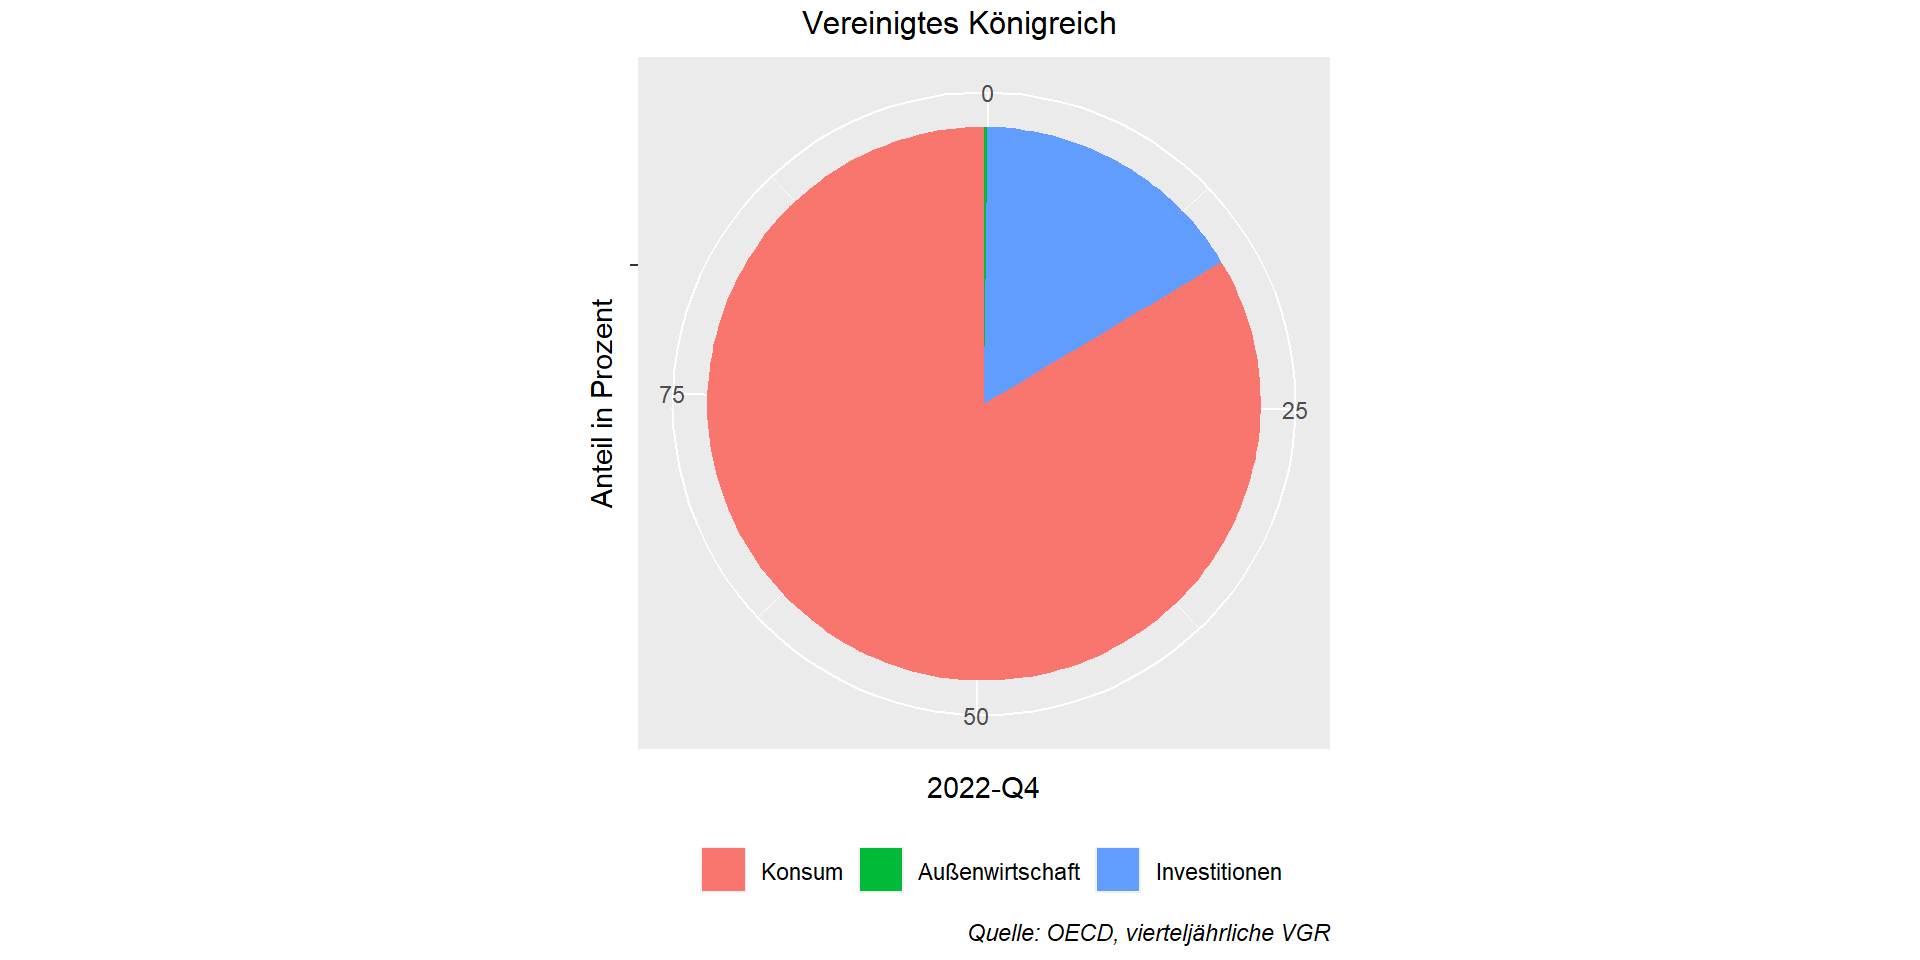 Vereinigtes Königreich
0
75
25
Anteil in Prozent
50
2022-Q4
Konsum Außenwirtschaft Investitionen
Quelle: OECD, vierteljährliche VGR